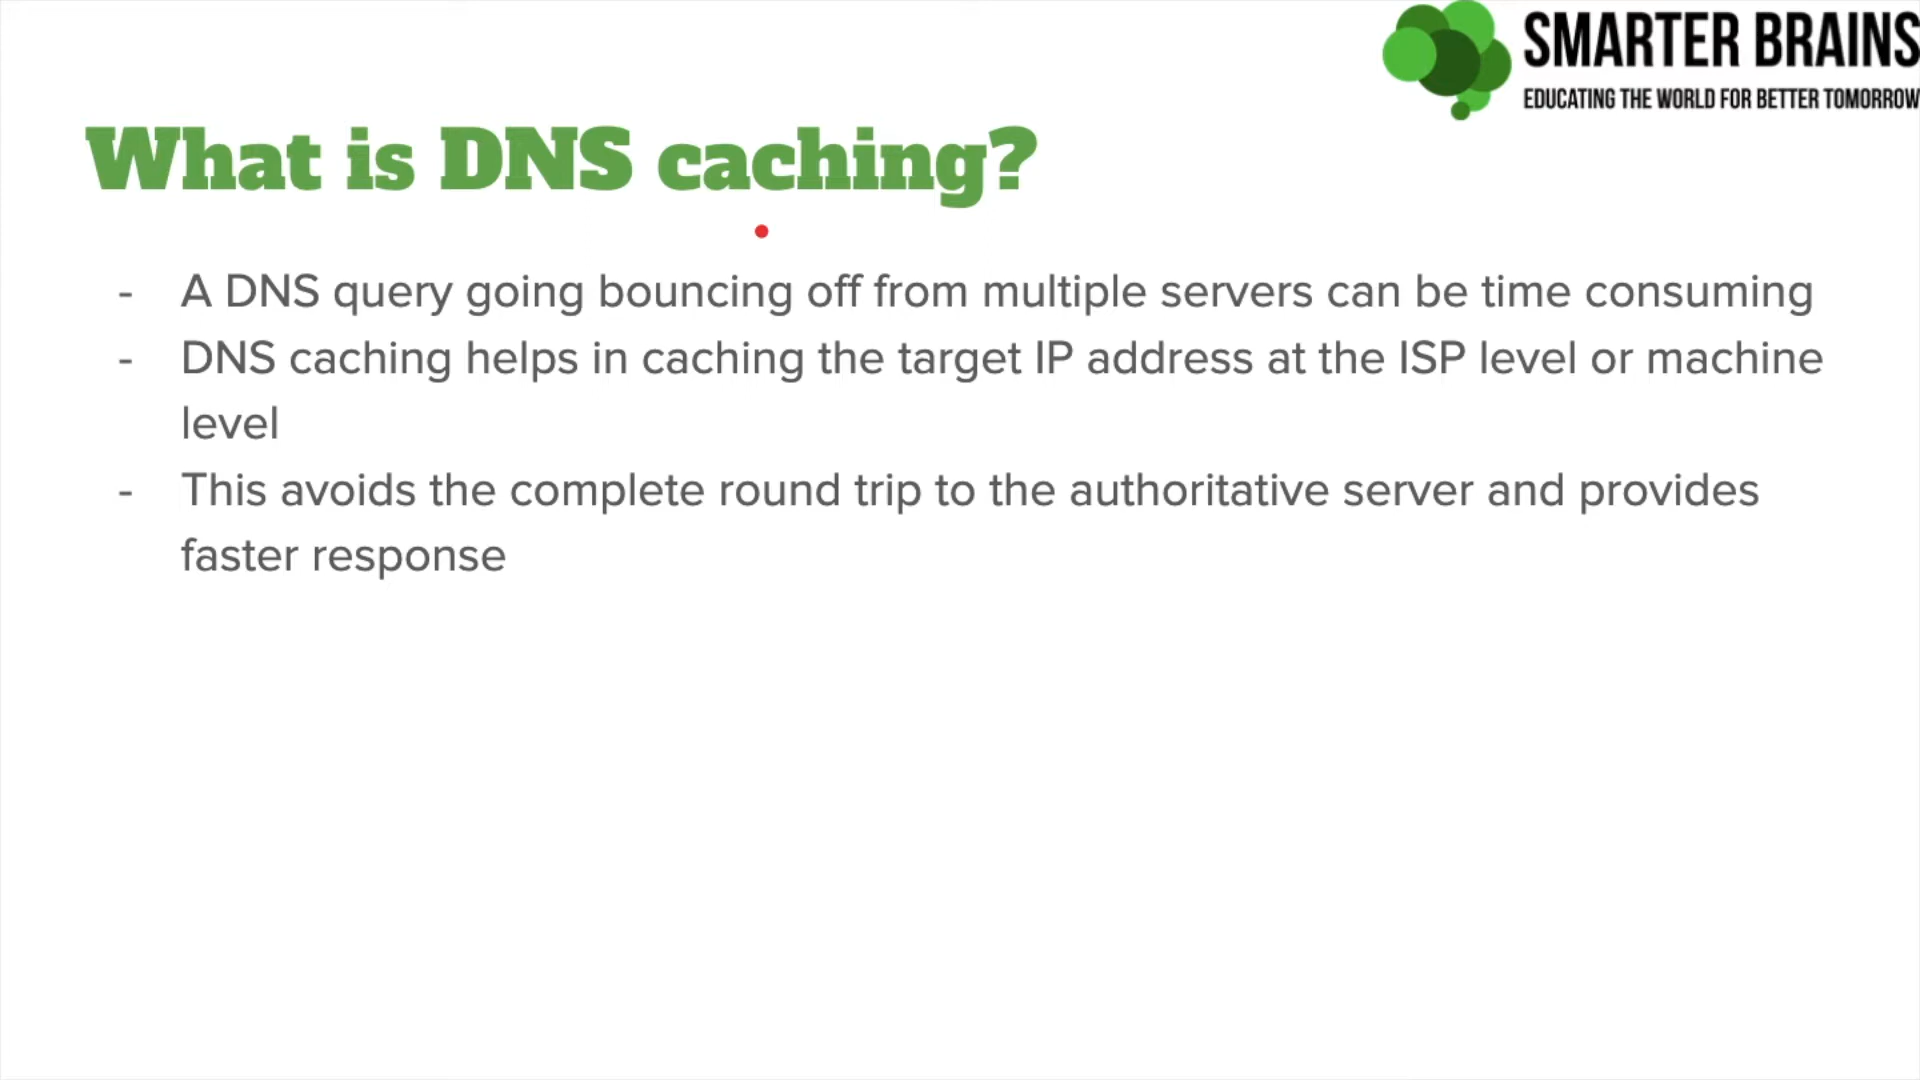 SMARTER BRAINS
EDUCATING THE WORLD FOR BETTER TOMORROW
What is DNS caching?
- A DNS query going bouncing off from multiple servers can be time consuming
- DNS caching helps in caching the target IP address at the ISP level or machine
level
- This avoids the complete round trip to the authoritative server and provides
faster response